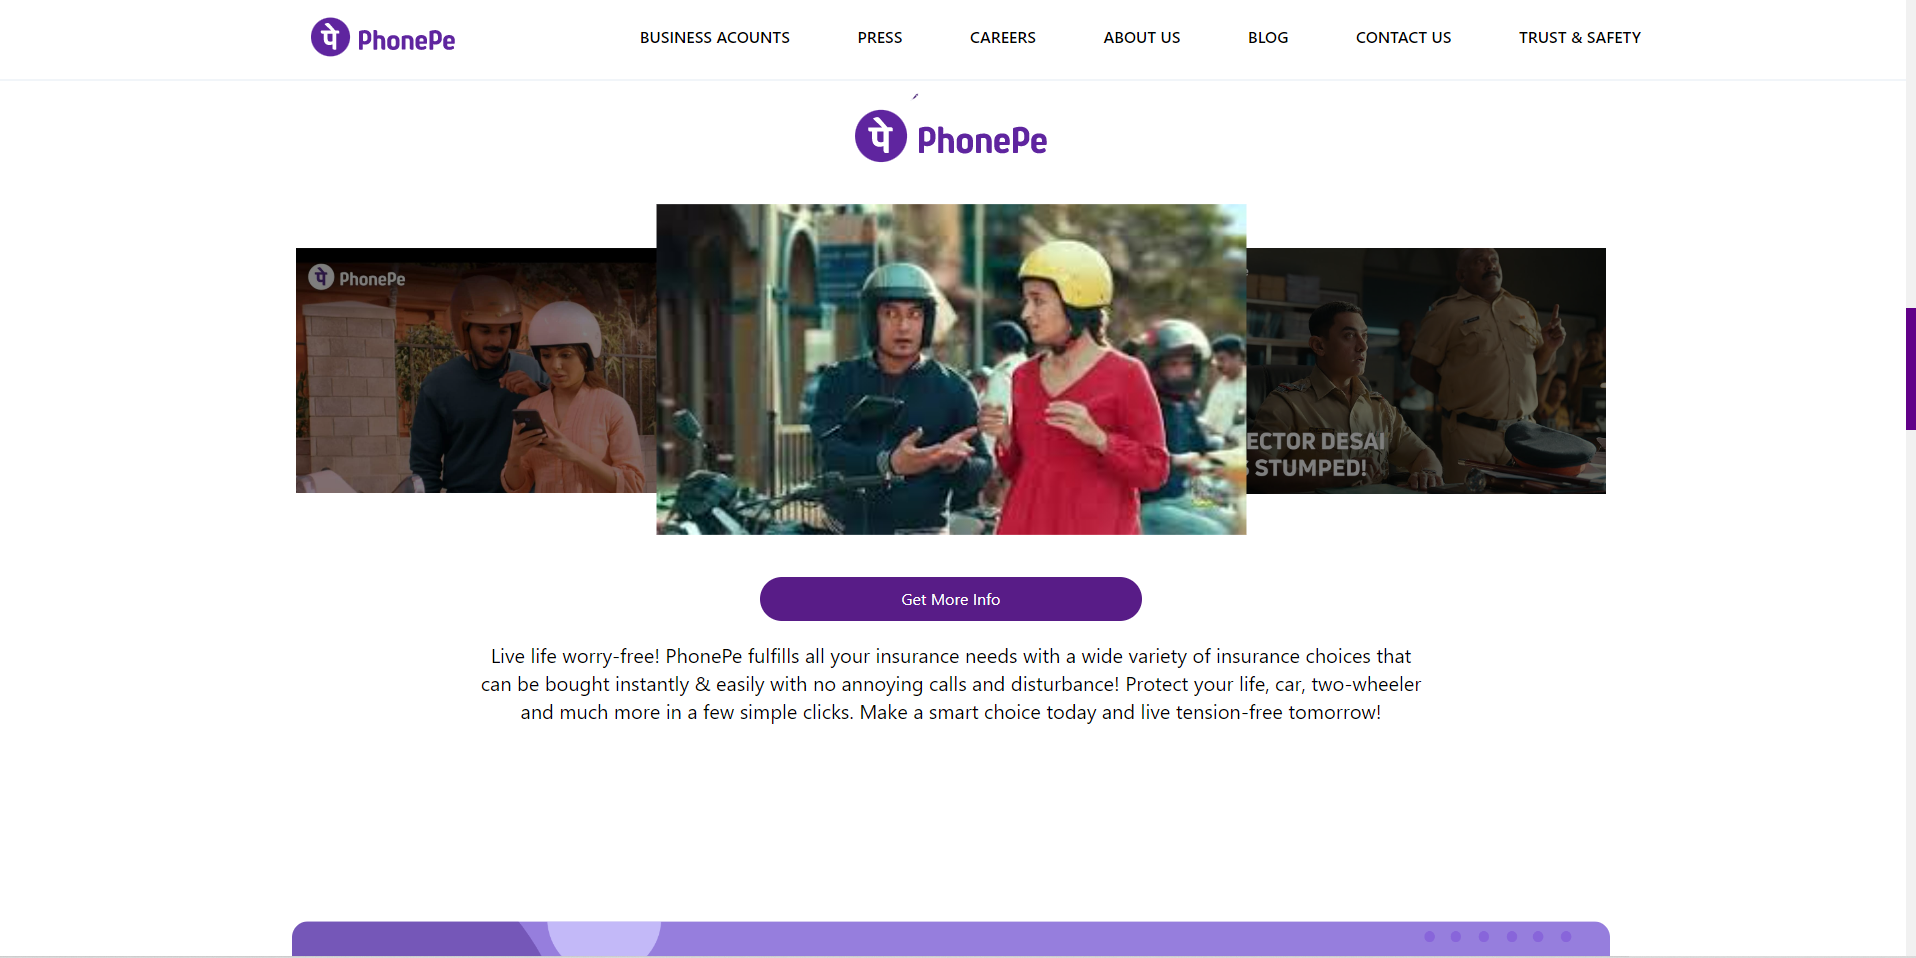 पे PhonePe
BUSINESS ACOUNTS
PRESS
CAREERS
ABOUT US
BLOG
CONTACT US
TRUST & SAFETY
पे PhonePe
पे PhonePe
ECTOR DESAI
STUMPED!
Get More Info
Live life worry-free! PhonePe fulfills all your insurance needs with a wide variety of insurance choices that
can be bought instantly & easily with no annoying calls and disturbance! Protect your life, car, two-wheeler
and much more in a few simple clicks. Make a smart choice today and live tension-free tomorrow!